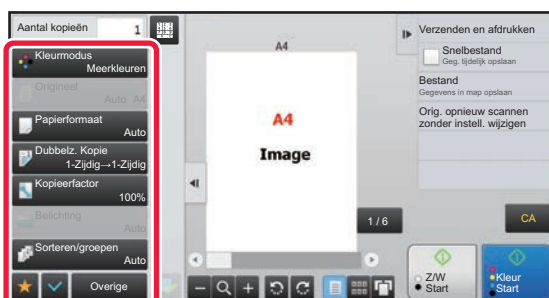 Aantal kopieën 1
Kleurmodus
Meerkleuren
Origineel
Auto A4
Papierformaat
Auto
Dubbelz. Kopie
1-Zijdig→1-Zijdig
Kopieerfactor
100%
Belichting
Auto
Sorteren/groepen
Auto
Overige
A4
A4
Image
1 / 6
Verzenden en afdrukken
Snelbestand
Geg. tijdelijk opslaan
Bestand
Gegevens in map opslaan
Orig. opnieuw scannen
zonder instell. wijzigen
CA
Z/W
Start
Kleur
Start